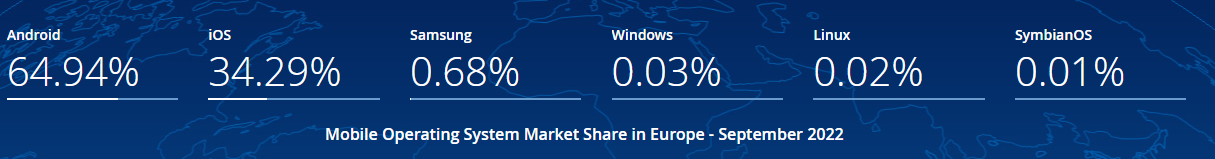 Android iOS Samsung Windows Linux SymbianOS
64.94% 34.29% 0.68% 0.03% 0.02% 0.01%
Mobile Operating System Market Share in Europe - September 2022